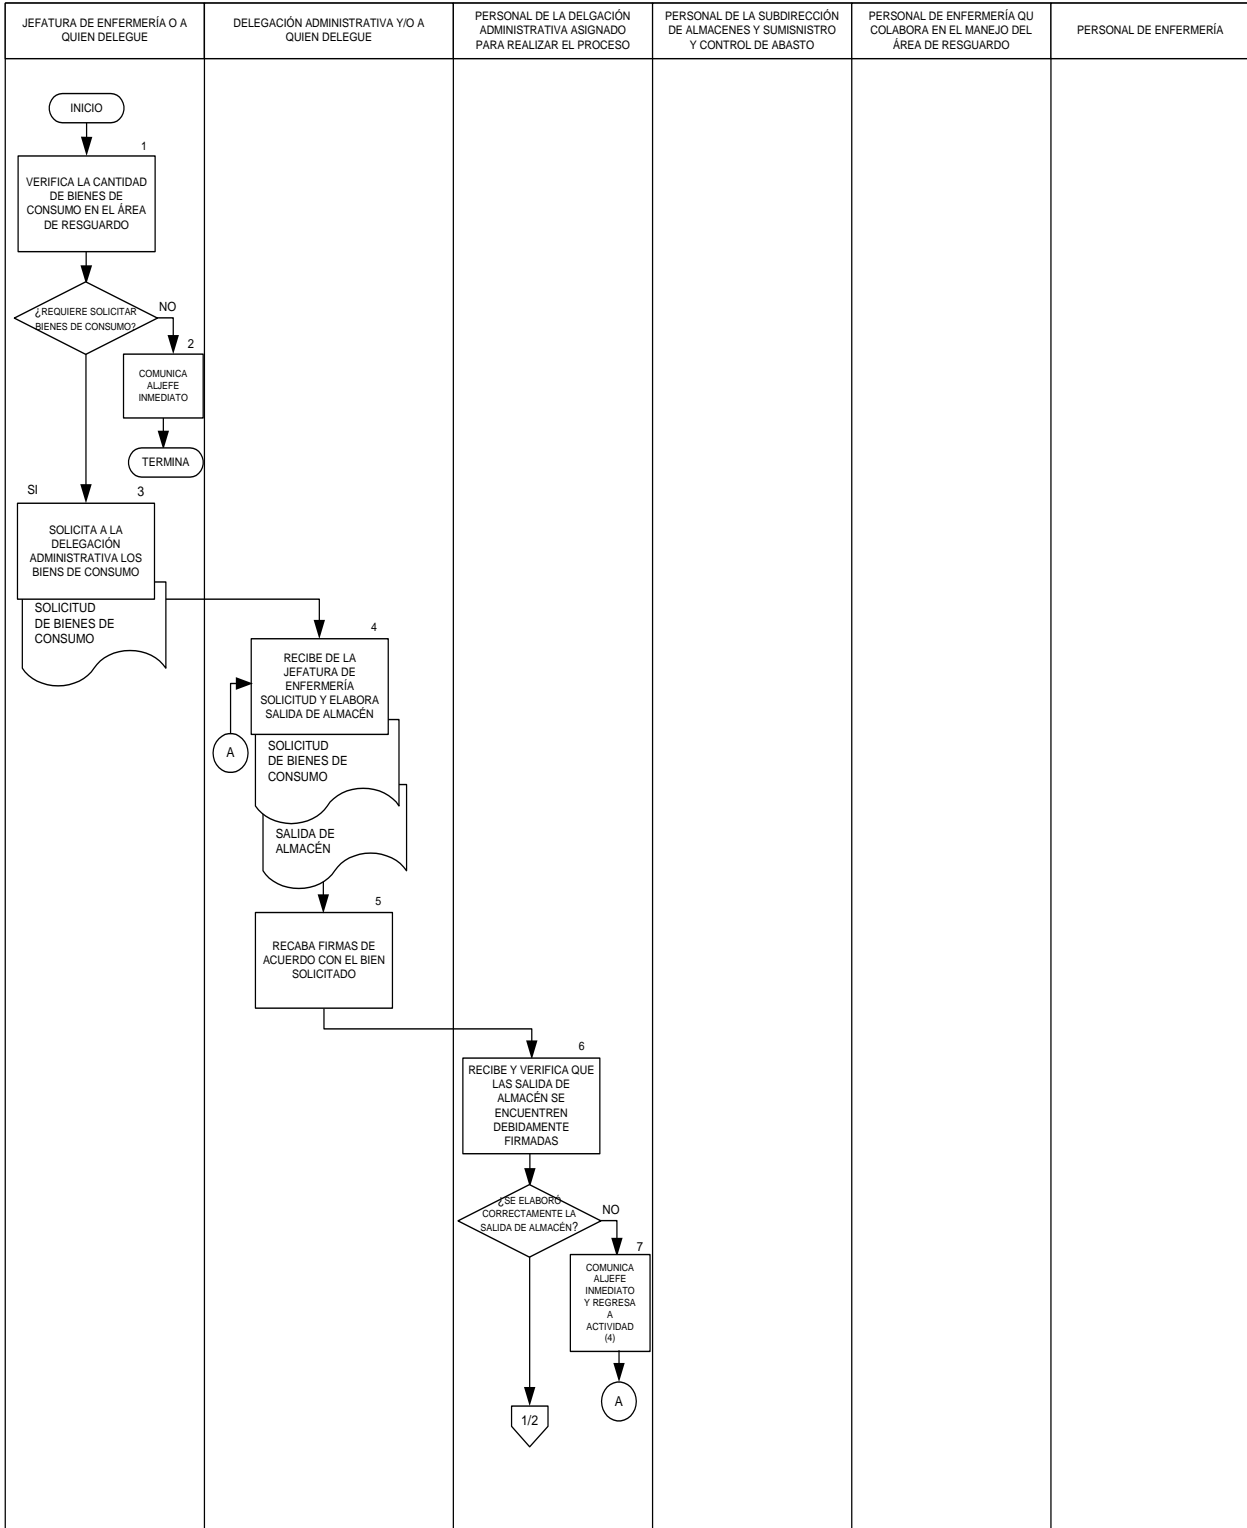 JEFATURA DE ENFERMERÍA O A
QUIEN DELEGUE
DELEGACIÓN ADMINISTRATIVA Y/O A
QUIEN DELEGUE
PERSONAL DE LA DELGACIÓN
ADMINISTRATIVA ASIGNADO
PARA REALIZAR EL PROCESO
PERSONAL DE LA SUBDIRECCIÓN
DE ALMACENES Y SUMISNISTRO
Y CONTROL DE ABASTO
PERSONAL DE ENFERMERÍA QU
COLABORA EN EL MANEJO DEL
ÁREA DE RESGUARDO
PERSONAL DE ENFERMERÍA
INICIO
1
VERIFICA LA CANTIDAD
DE BIENES DE
CONSUMO EN EL ÁREA
DE RESGUARDO
¿REQUIERE SOLICITAR
BIENES DE CONSUMO?
NO
2
COMUNICA
ALJEFE
INMEDIATO
TERMINA
SI
3
SOLICITA A LA
DELEGACIÓN
ADMINISTRATIVA LOS
BIENS DE CONSUMO
SOLICITUD
DE BIENES DE
CONSUMO
4
RECIBE DE LA
JEFATURA DE
ENFERMERÍA
SOLICITUD Y ELABORA
SALIDA DE ALMACÉN
A
SOLICITUD
DE BIENES DE
CONSUMO
SALIDA DE
ALMACÉN
5
RECABA FIRMAS DE
ACUERDO CON EL BIEN
SOLICITADO
6
RECIBE Y VERIFICA QUE
LAS SALIDA DE
ALMACÉN SE
ENCUENTREN
DEBIDAMENTE
FIRMADAS
¿SE ELABORÓ
CORRECTAMENTE LA
SALIDA DE ALMACÉN?
NO
7
COMUNICA
ALJEFE
INMEDIATO
Y REGRESA
A
ACTIVIDAD
(4)
A
1/2